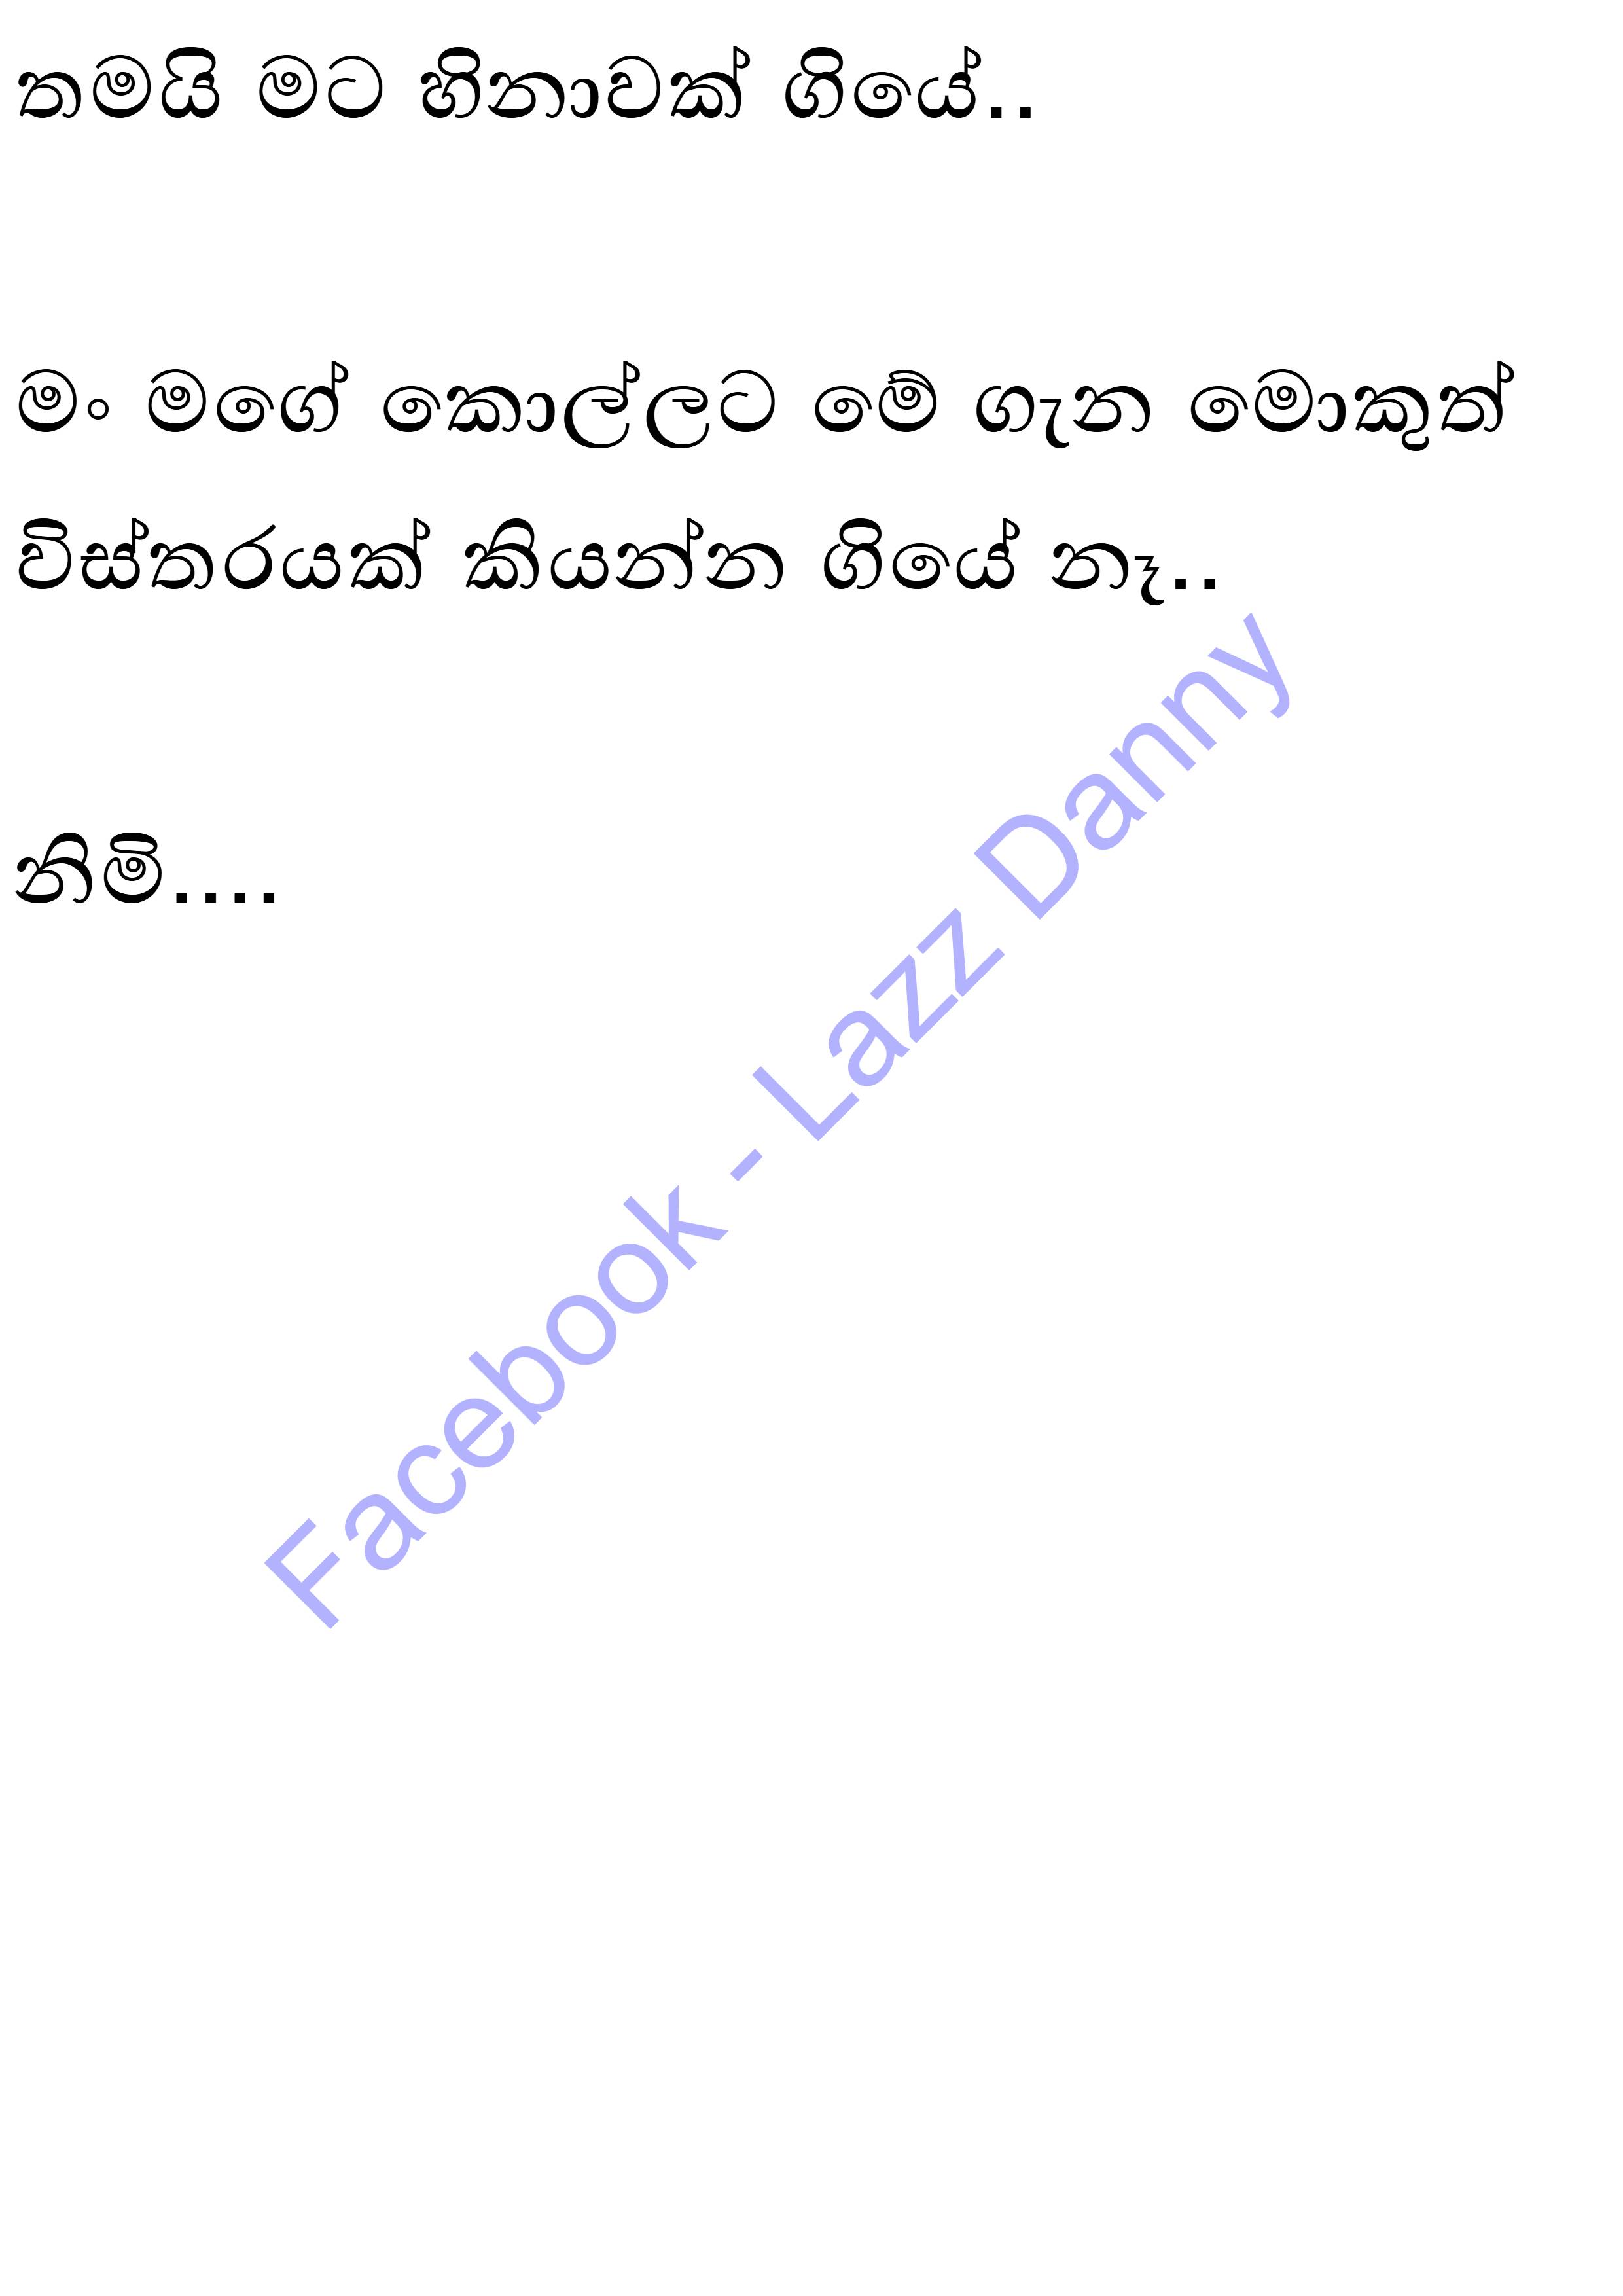 තමයි මට හිනාවක් ගියේ..
මං මගේ කොල්ලට මේ ගැන මොකුත්
විස්තරයක් කියන්න ගියේ නෑ..
නිමි....
Facebook - Lazz Danny